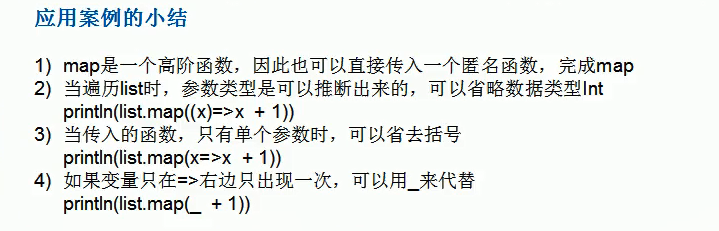 应用案例的小结
1) map是一个高阶函数，因此也可以直接传入一个匿名函数，完成map
2) 当遍历list时，参数类型是可以推断出来的，可以省略数据类型Int
println(list.map((x)=>x + 1))
3) 当传入的函数，只有单个参数时，可以省去括号
println(list.map(x=>x + 1))
4) 如果变量只在=>右边只出现一次，可以用_来代替
println(list.map(_ + 1))